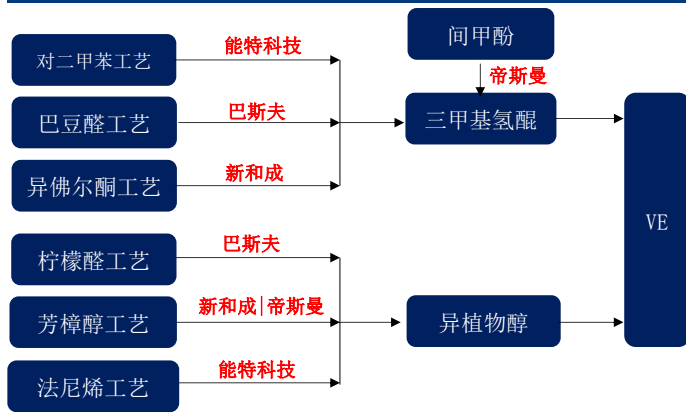 间甲酚
能特科技
对二甲苯工艺
帝斯曼
巴斯夫
巴豆醛工艺
三甲基氢醌
新和成
异佛尔酮工艺
VE
巴斯夫
柠檬醛工艺
新和成|帝斯曼
芳樟醇工艺
异植物醇
能特科技
法尼烯工艺